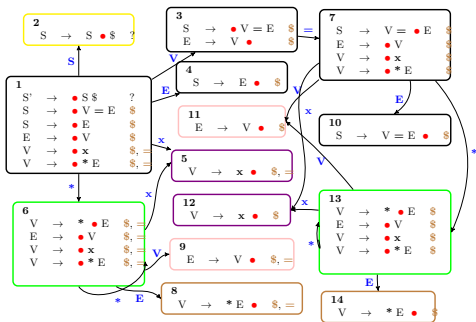 2
S → S • $ ?
3
S → • V = E $
E → V • $
=
7
S → V = • E $
E → • V $
V → • x $
V → • * E $
S
V
4
S → E • $
E
1
S' → • S $ ?
S → • V = E $
S → • E $
E → • V $
V → • x $, =
V → • * E $, =
11
E → V • $
V
x
E
10
S → V = E • $
x
5
V → x • $, =
V
*
*
x
12
V → x • $
x
6
V → * • E $, =
E → • V $, =
V → • x $, =
V → • * E $, =
13
V → * • E $
E → • V $
V → • x $
V → • * E $
*
9
E → V • $, =
V
*
E
8
V → * E • $, =
E
14
V → * E • $